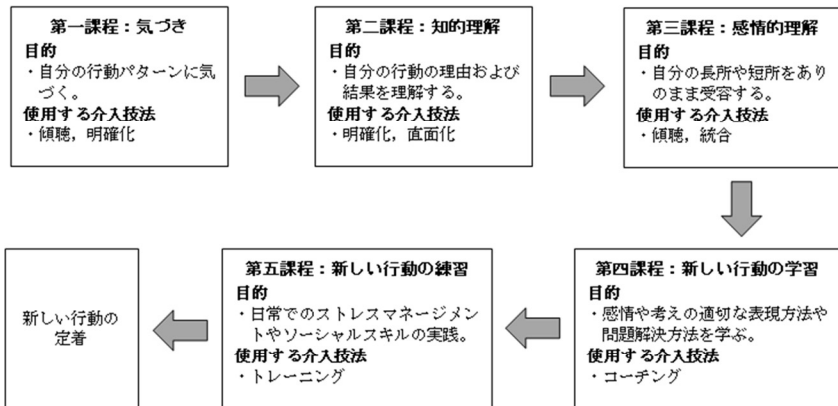 第一課程：気づき
目的
・自分の行動パターンに気
づく。
使用する介入技法
・傾聴，明確化
第二課程：知的理解
目的
・自分の行動の理由および
結果を理解する。
使用する介入技法
・明確化，直面化
第三課程：感情的理解
目的
・自分の長所や短所をあり
のまま受容する。
使用する介入技法
・傾聴，統合
第四課程：新しい行動の学習
目的
・感情や考えの適切な表現方法や
問題解決方法を学ぶ。
使用する介入技法
・コーチング
第五課程：新しい行動の練習
目的
・日常でのストレスマネージメン
トやソーシャルスキルの実践。
使用する介入技法
・トレーニング
新しい行動の
定着